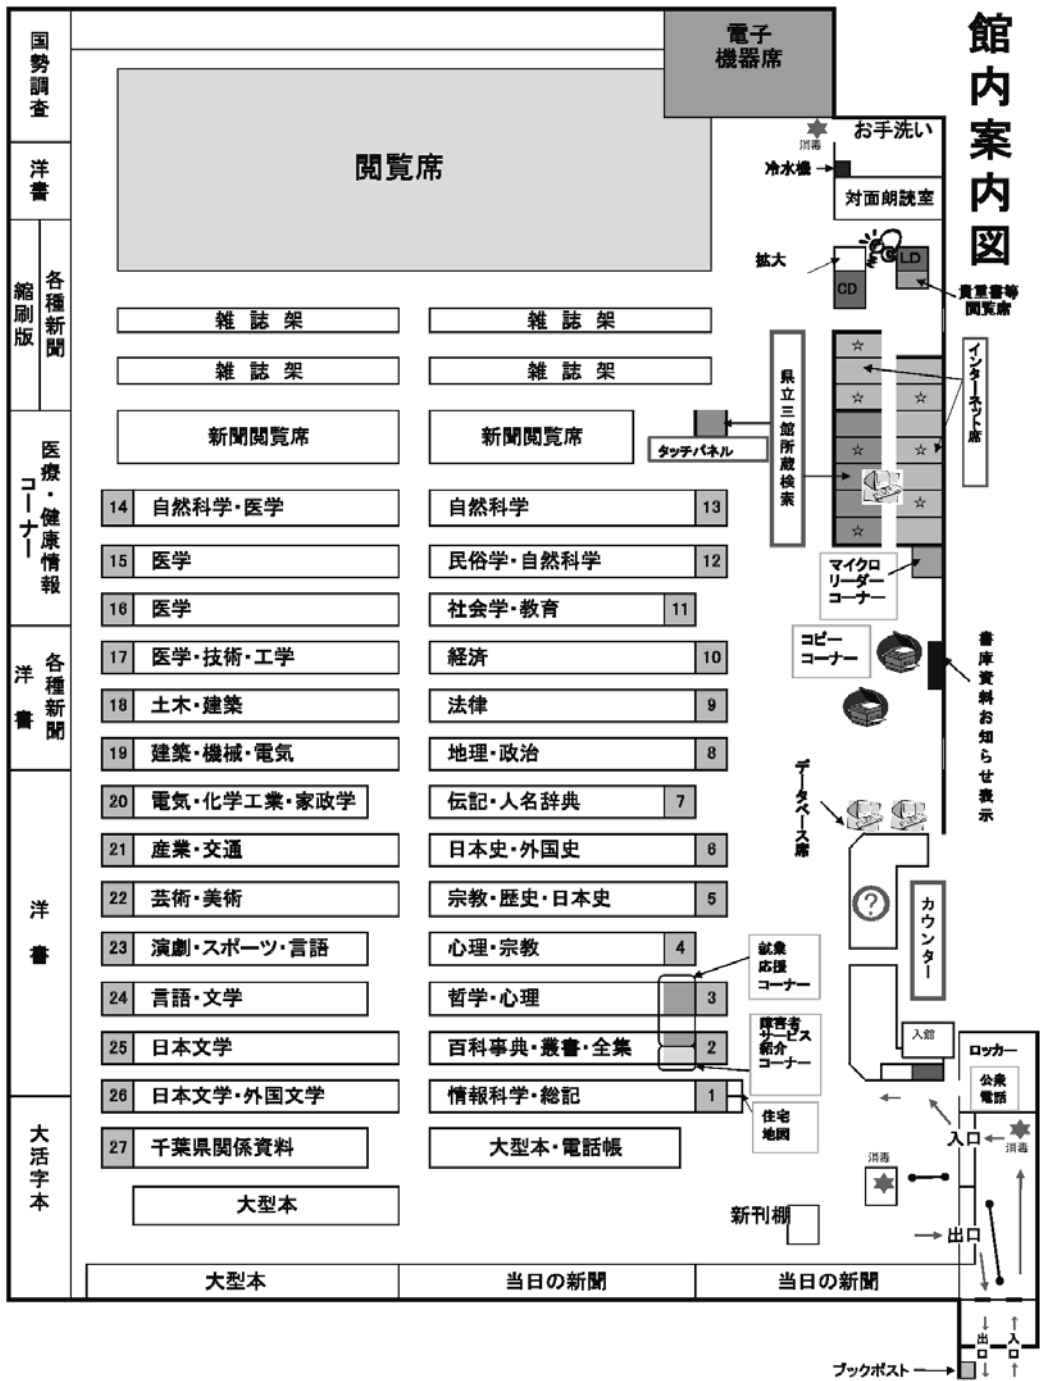 館内案内図
国勢調査
洋書
縮刷版
各種新聞
医療・健康情報
コーナー
各種新聞
洋書
洋書
大活字本
電子
機器席
閲覧席
消毒
お手洗い
冷水機
対面朗読室
拡大
CD
LD
貴重書等
閲覧席
雑誌架
雑誌架
雑誌架
雑誌架
新聞閲覧席
新聞閲覧席
タッチパネル
県立三館所蔵検索
☆
☆
☆
☆
☆
☆
☆
インターネット席
マイクロ
リーダー
コーナー
コピー
コーナー
書庫資料お知らせ表示
データベース席
?
カウンター
14 自然科学・医学
自然科学 13
15 医学
民俗学・自然科学 12
16 医学
社会学・教育 11
17 医学・技術・工学
経済 10
18 土木・建築
法律 9
19 建築・機械・電気
地理・政治 8
20 電気・化学工業・家政学
伝記・人名辞典 7
21 産業・交通
日本史・外国史 6
22 芸術・美術
宗教・歴史・日本史 5
23 演劇・スポーツ・言語
心理・宗教 4
24 言語・文学
哲学・心理 3
25 日本文学
百科事典・叢書・全集 2
26 日本文学・外国文学
情報科学・総記 1
27 千葉県関係資料
大型本・電話帳
大型本
就業
応援
コーナー
障害者
サービス
紹介
コーナー
住宅
地図
入館
ロッカー
公衆
電話
入口
消毒
消毒
新刊棚
出口
大型本
当日の新聞
当日の新聞
出口
入口
ブックポスト